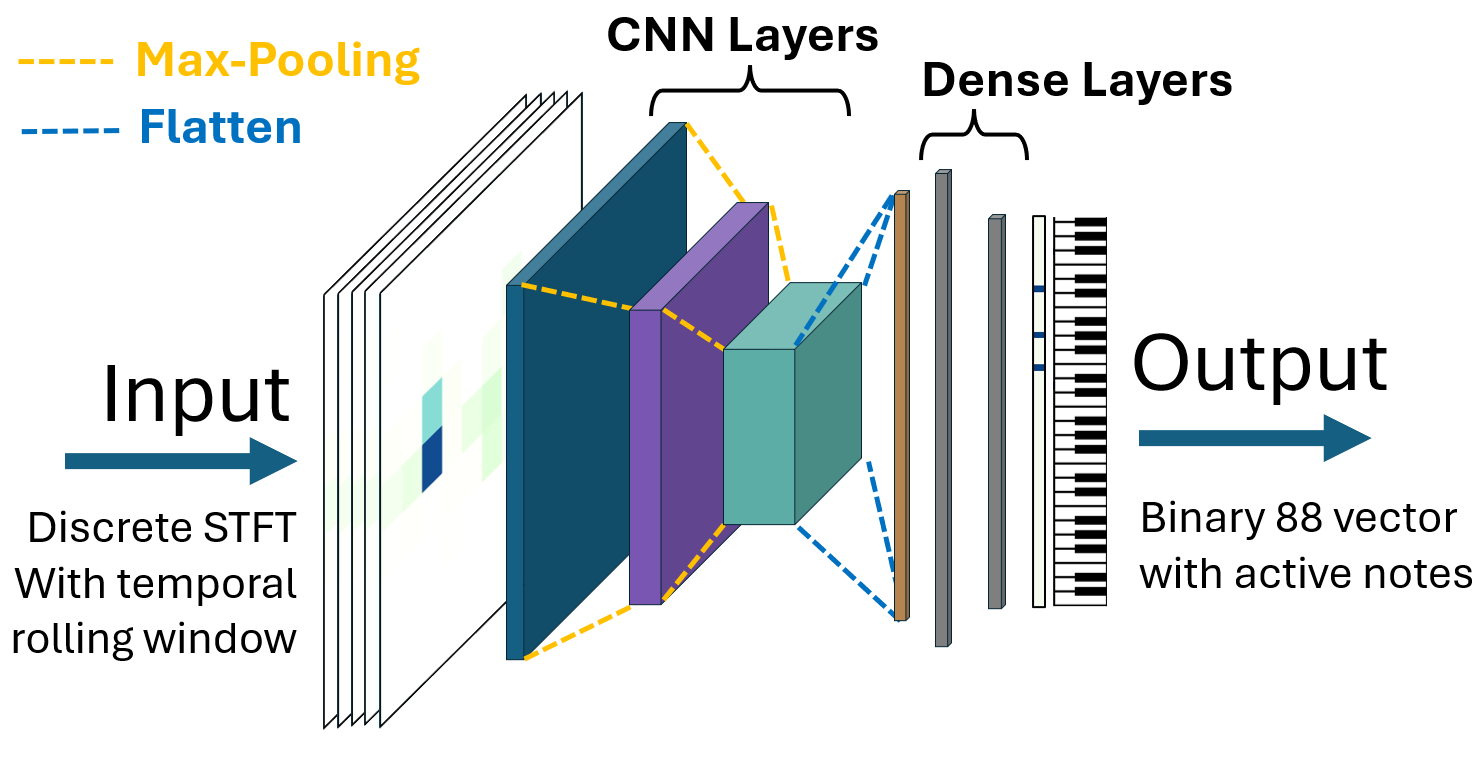 CNN Layers
----- Max-Pooling
Dense Layers
----- Flatten
Input
Output
Discrete STFT
With temporal
rolling window
Binary 88 vector
with active notes